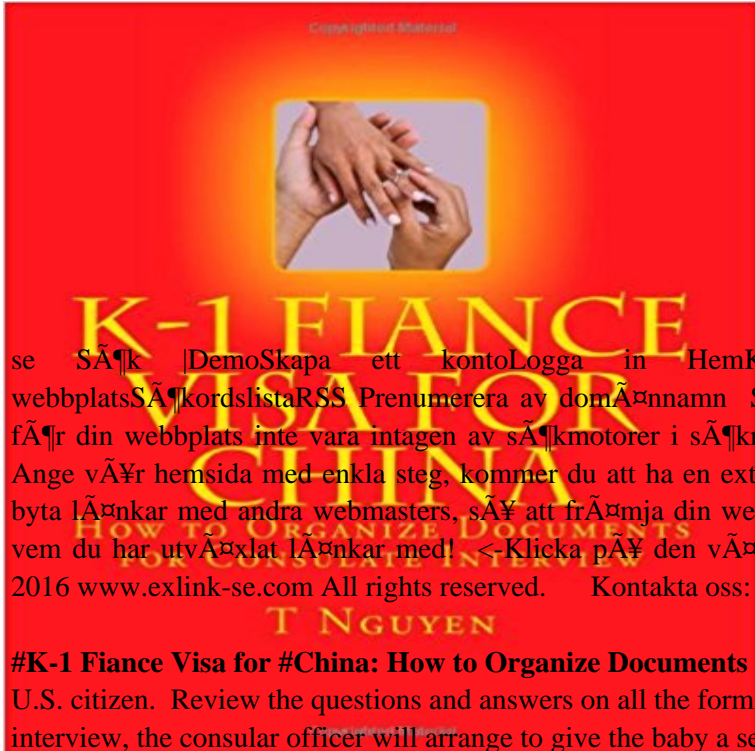 Copyrighted Material
K-1 FIANCE
se SÃ¶k |DemoSkapa ett kontoLogga in HemK
VISA FOR
webbplatsSÃ¶kordslistaRSS Prenumerera av domÃ¤nnamn S
fÃ¶r din webbplats inte vara intagen av sÃ¶kmotorer i sÃ¶k
CHINA
Ange vÃ¥r hemsida med enkla steg, kommer du att ha en ext
byta lÃ¤nkar med andra webmasters, sÃ¥ att frÃ¤mja din we
HOW TO ORGANIZE DOCUMENTS
vem du har utvÃ¤xlat lÃ¤nkar med! <-Klicka pÃ¥ den vÃ¤
FOR CONSULATE INTERVIEW
2016 www.exlink-se.com All rights reserved. Kontakta oss:
T NGUYEN
#K-1 Fiance Visa for #China: How to Organize Documents
U.S. citizen. Review the questions and answers on all the form
interview, the consular officer will arrange to give the baby a s
Copyrighted Material